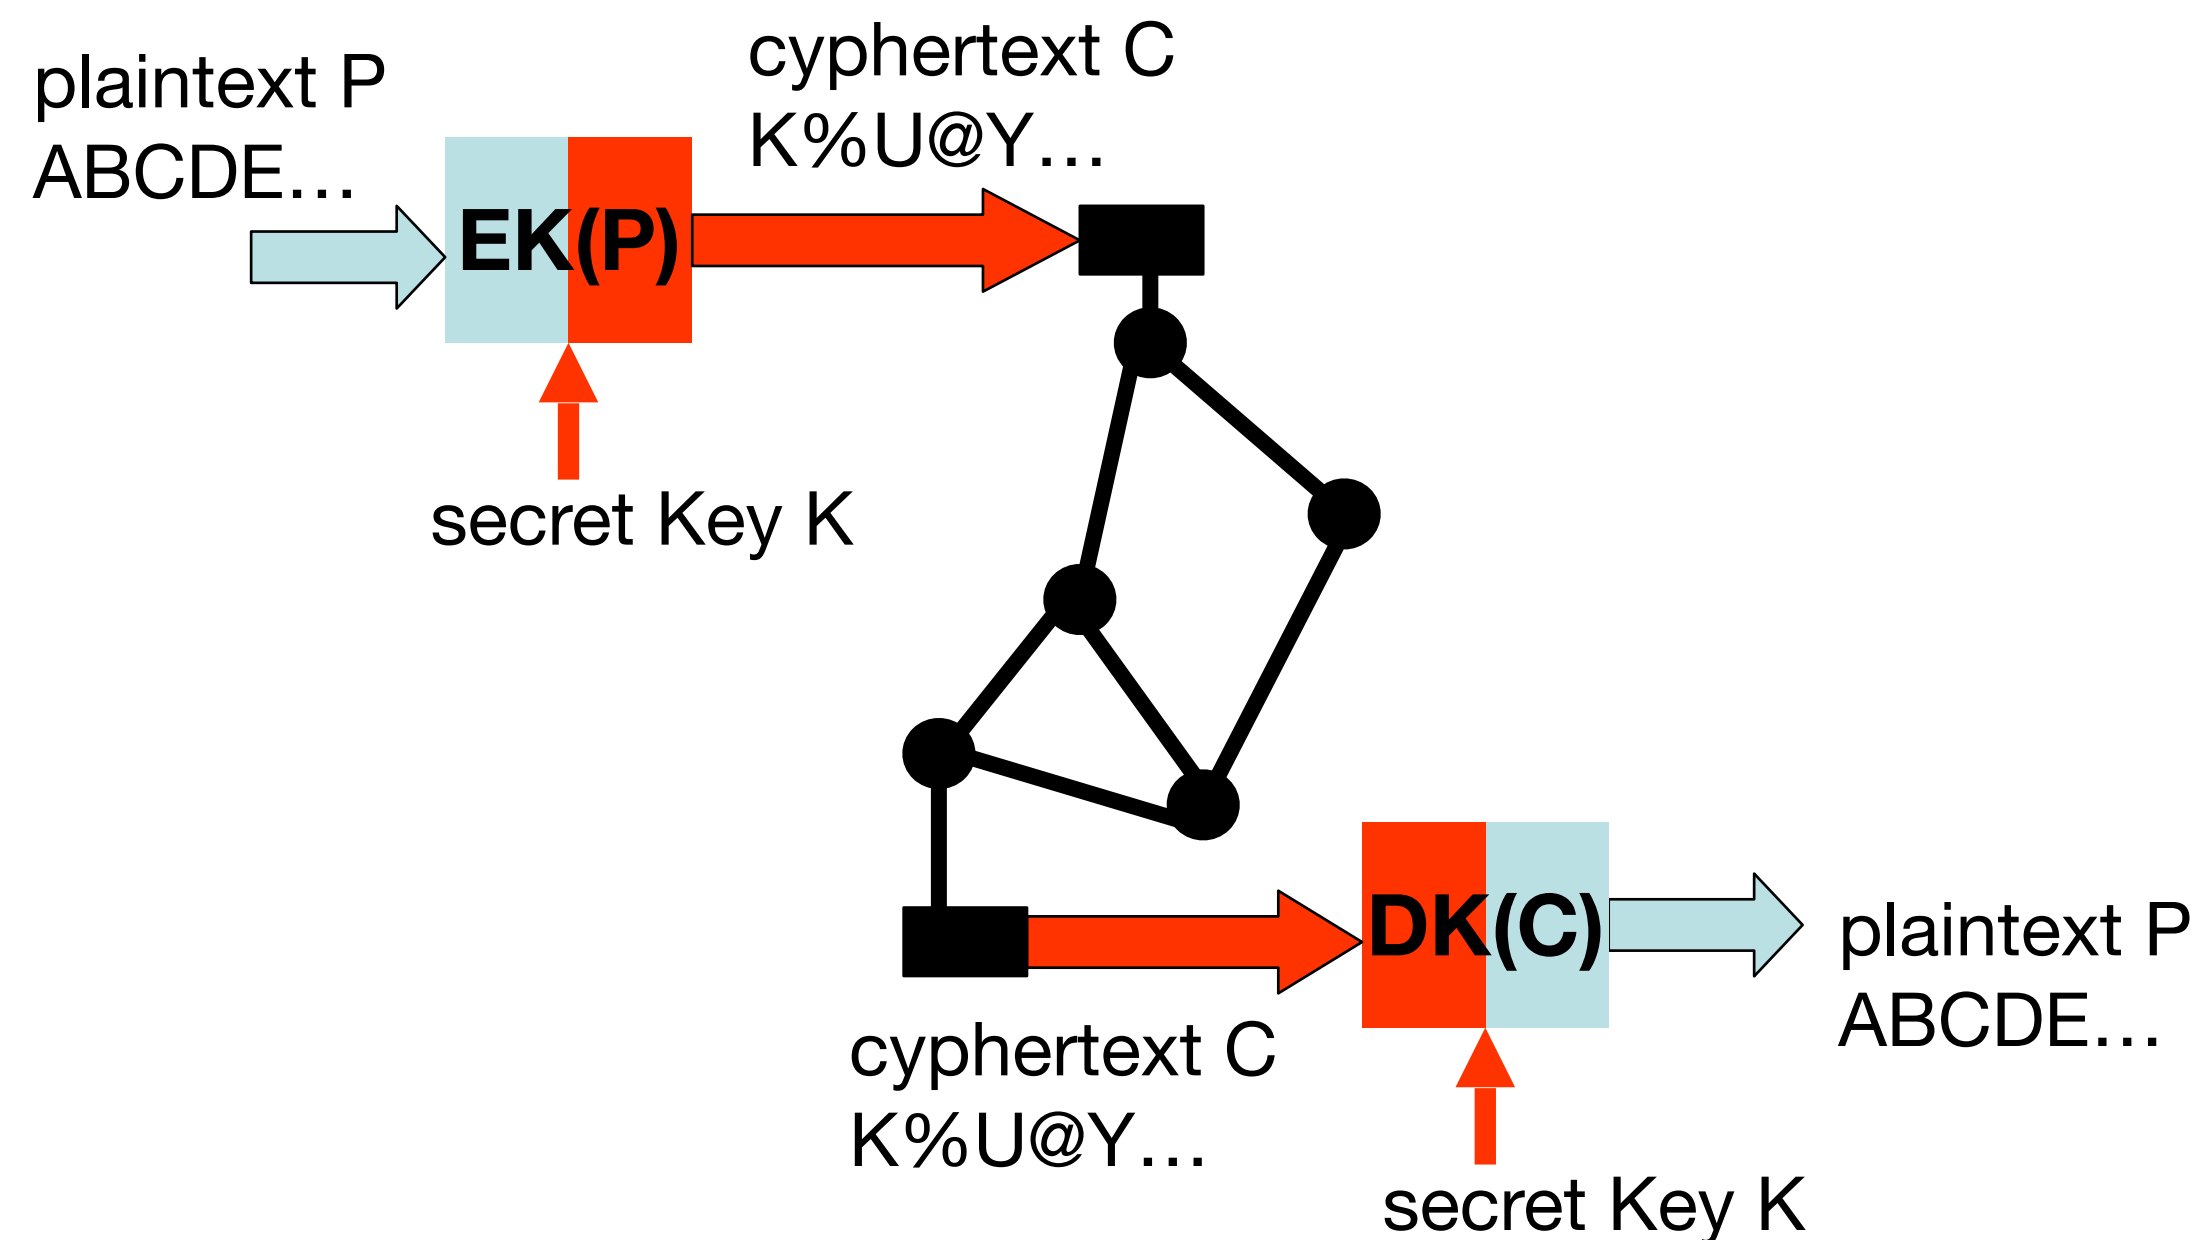 plaintext P
ABCDE…
cyphertext C
K%U@Y…
EK(P)
secret Key K
DK(C)
plaintext P
ABCDE…
cyphertext C
K%U@Y…
secret Key K